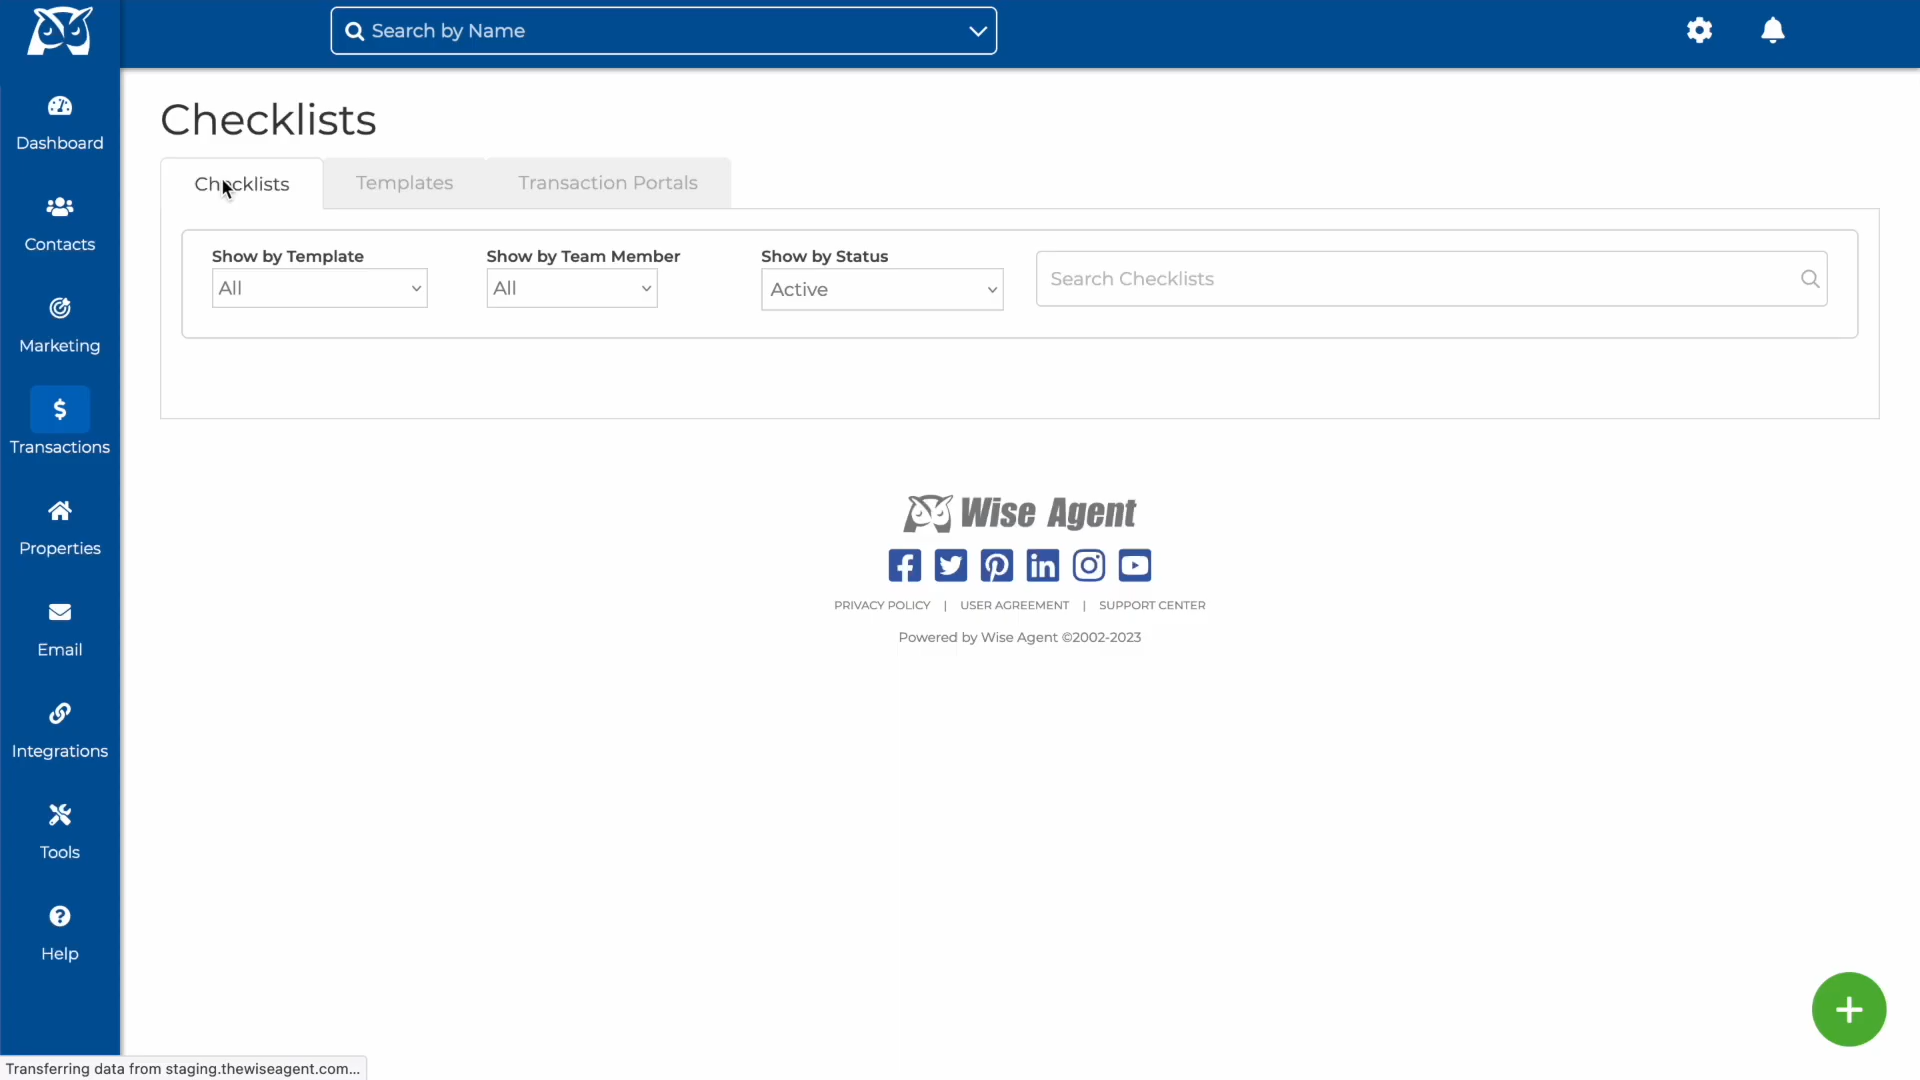 Search by Name
Dashboard
Contacts
Marketing
Transactions
Properties
Email
Integrations
Tools
Help
Checklists
Checklists
Templates
Transaction Portals
Show by Template
All
Show by Team Member
All
Show by Status
Active
Search Checklists
Wise Agent
PRIVACY POLICY | USER AGREEMENT | SUPPORT CENTER
Powered by Wise Agent ©2002-2023
Transferring data from staging.thewiseagent.com...